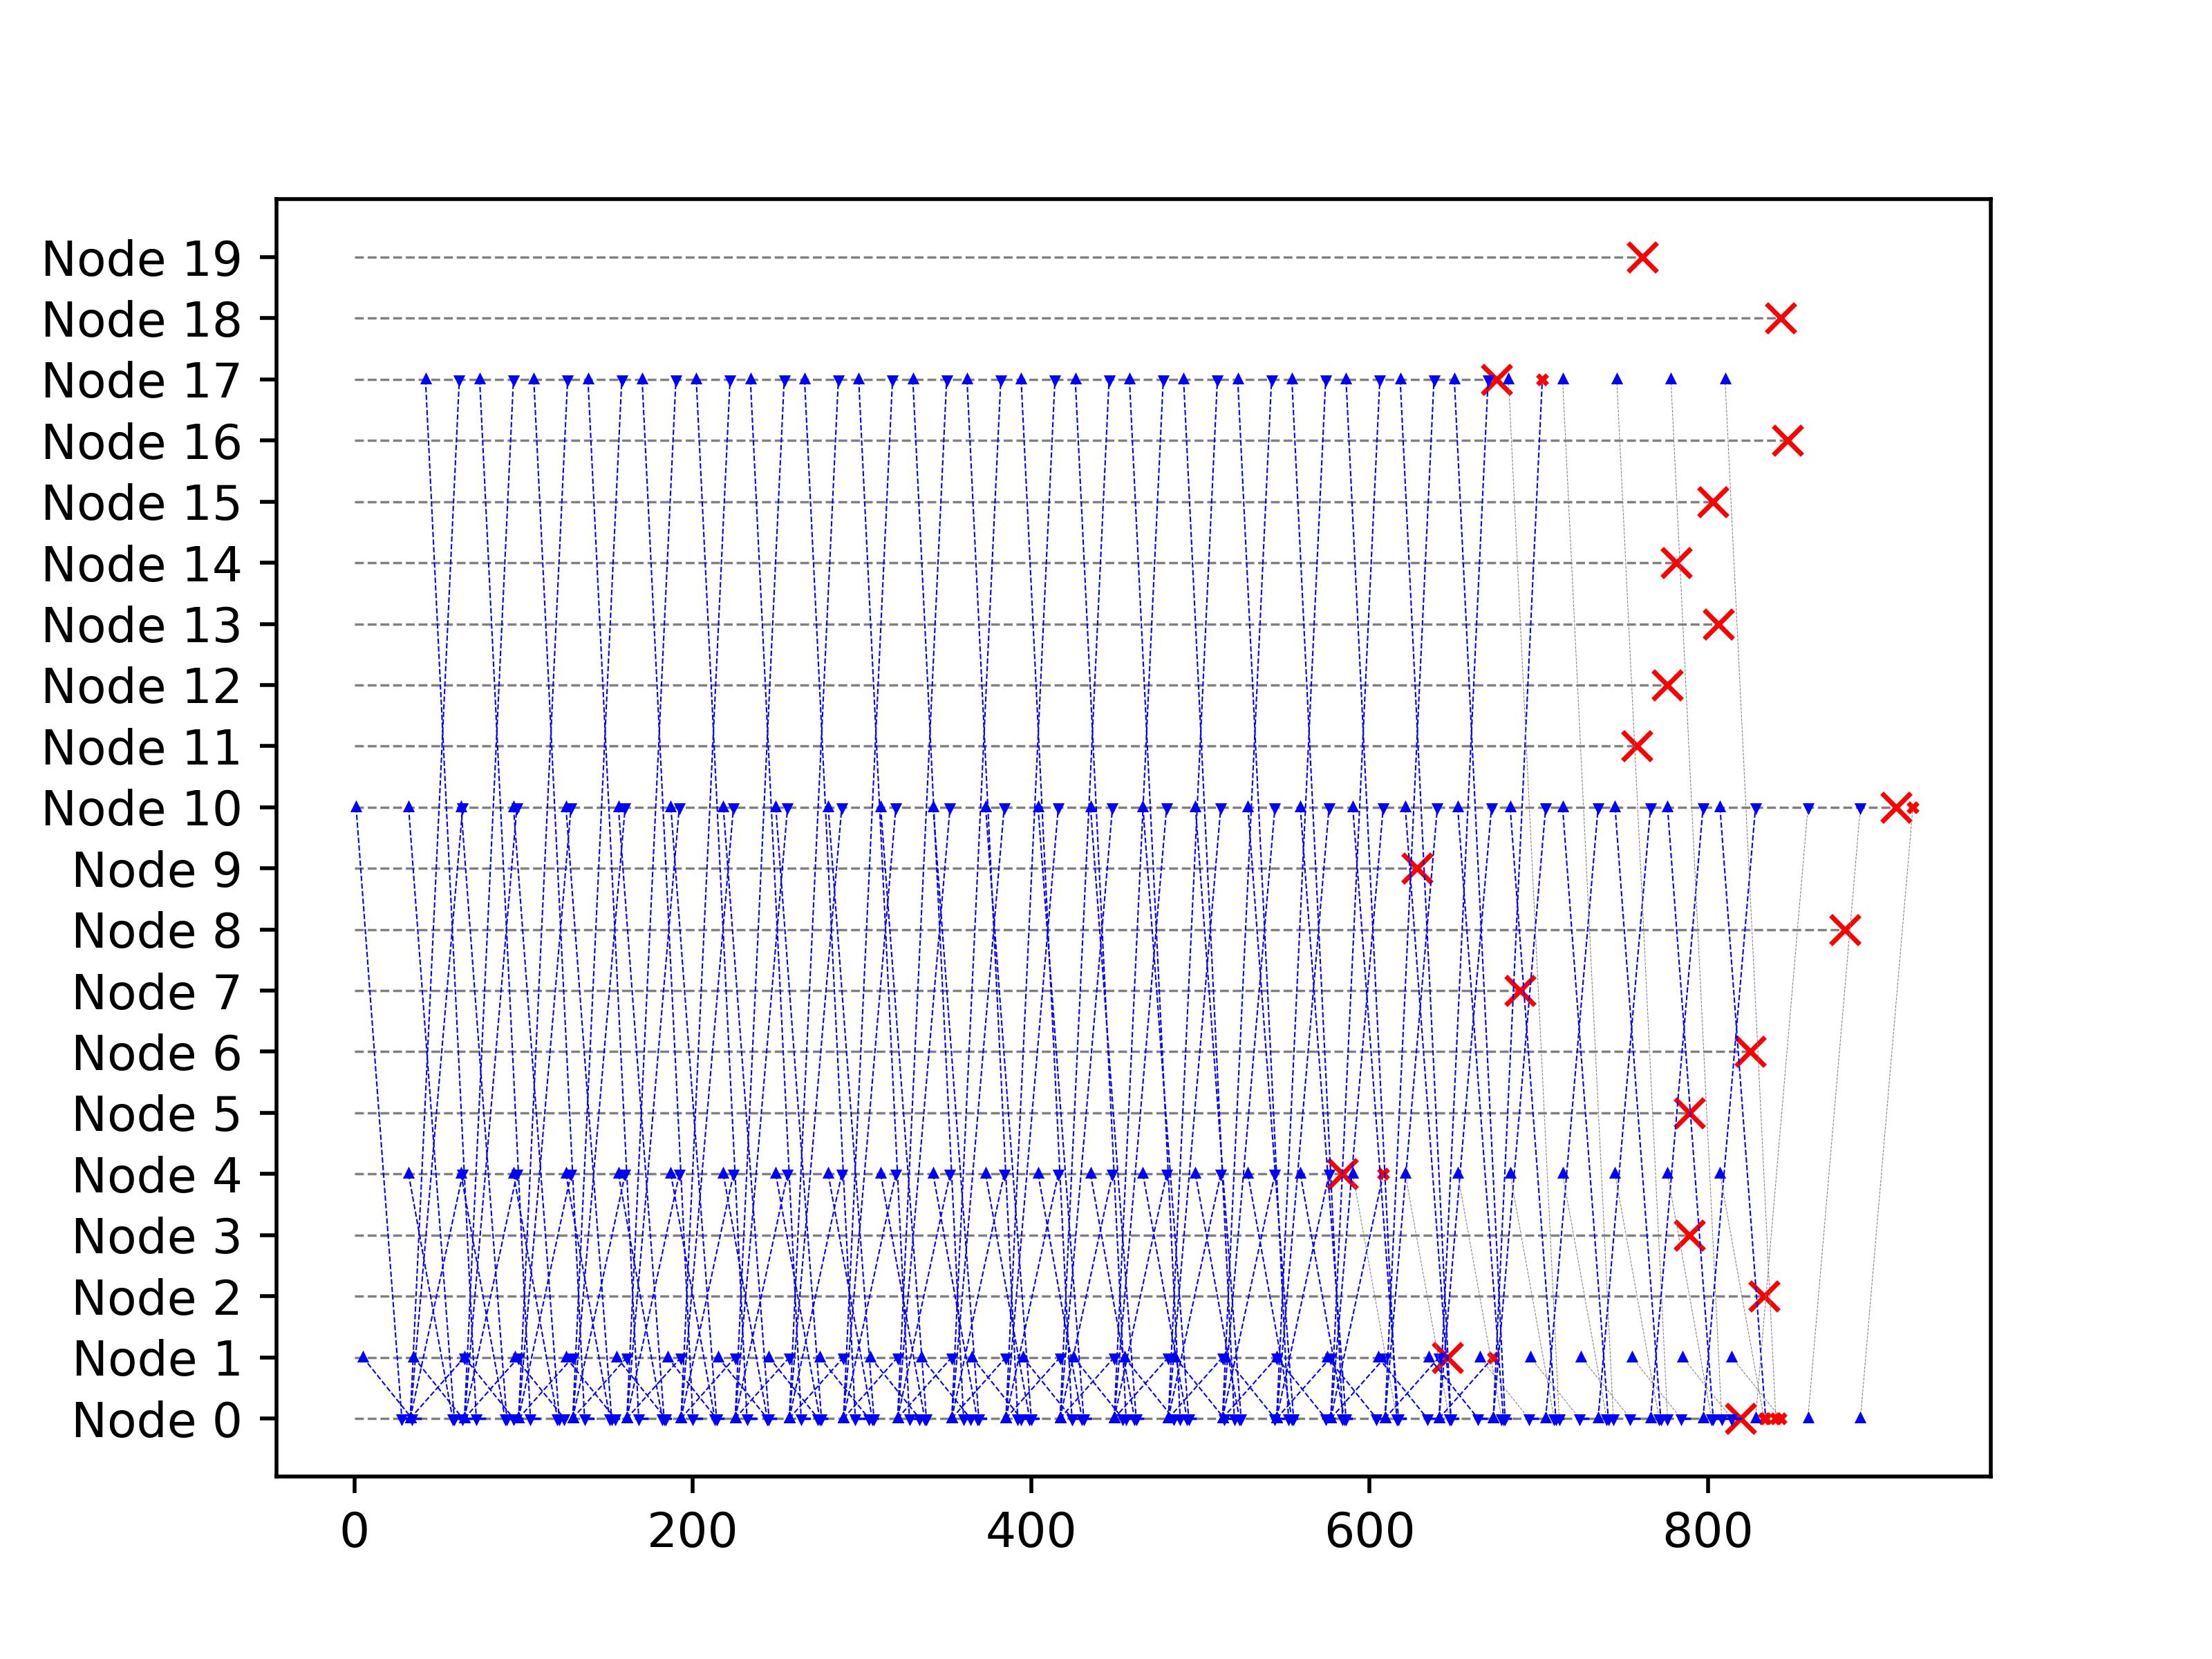 Node 19
Node 18
Node 17
Node 16
Node 15
Node 14
Node 13
Node 12
Node 11
Node 10
Node 9
Node 8
Node 7
Node 6
Node 5
Node 4
Node 3
Node 2
Node 1
Node 0
0 200 400 600 800